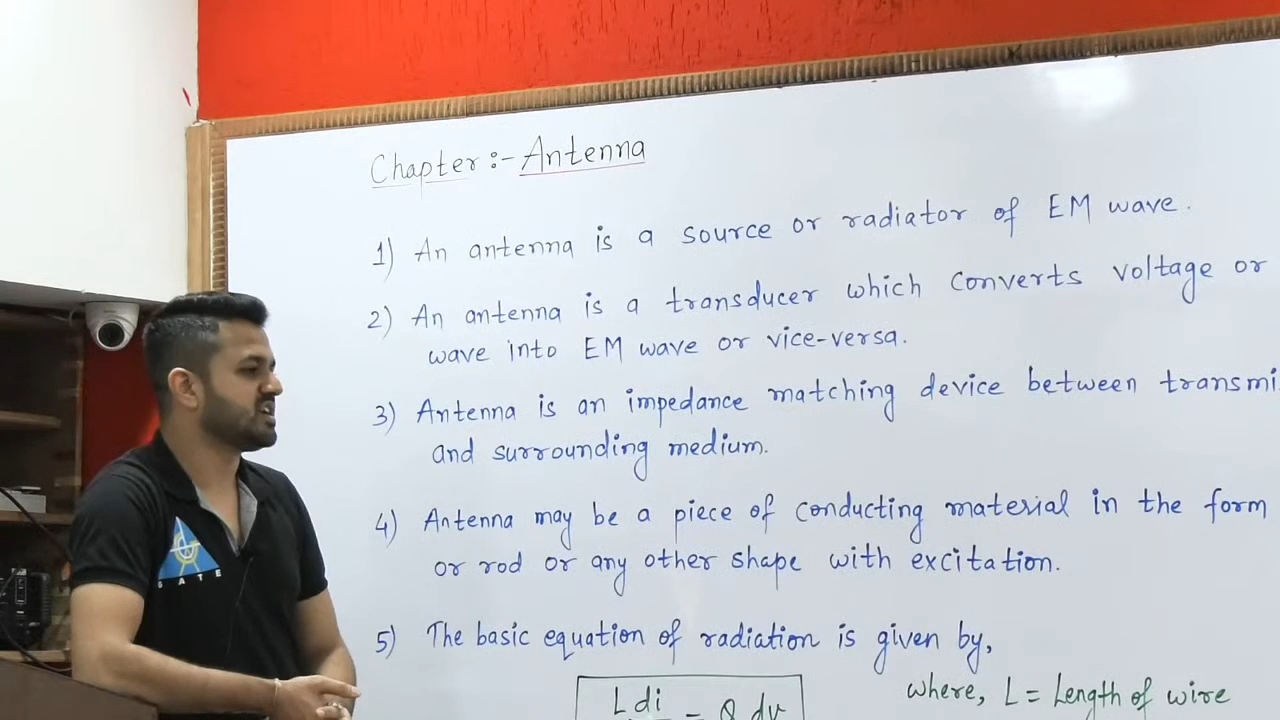 Chapter :- Antenna
1) An antenna is a source or radiator of EM wave.
2) An antenna is a transducer which converts voltage or
wave into EM wave or vice-versa.
3) Antenna is an impedance matching device between transmi
and surrounding medium.
4) Antenna may be a piece of conducting material in the form
or rod or any other shape with excitation.
5) The basic equation of radiation is given by,
L di = Q dv
where, L = Length of wire
GATE